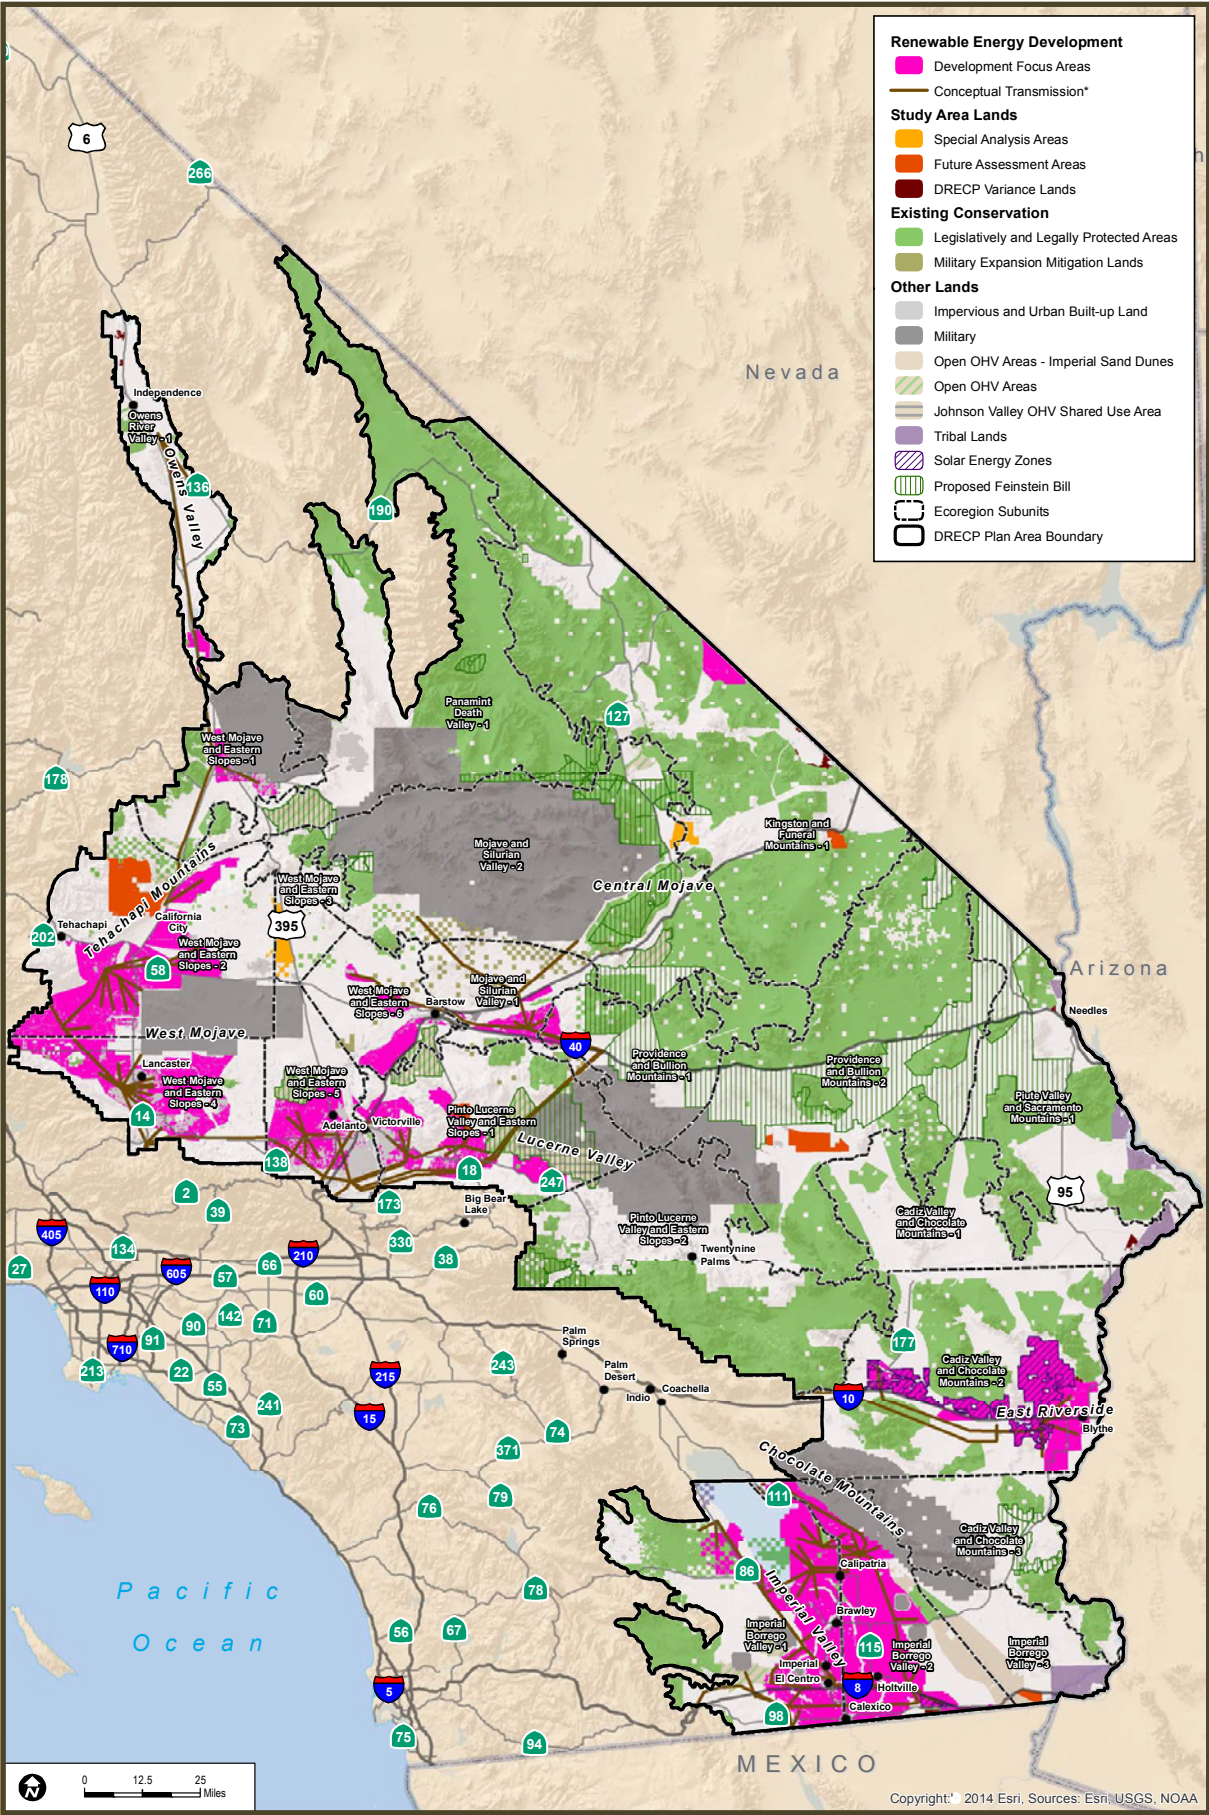 Renewable Energy Development
Development Focus Areas
Conceptual Transmission*
Study Area Lands
Special Analysis Areas
Future Assessment Areas
DRECP Variance Lands
Existing Conservation
Legislatively and Legally Protected Areas
Military Expansion Mitigation Lands
Other Lands
Impervious and Urban Built-up Land
Military
Open OHV Areas - Imperial Sand Dunes
Open OHV Areas
Johnson Valley OHV Shared Use Area
Tribal Lands
Solar Energy Zones
Proposed Feinstein Bill
Ecoregion Subunits
DRECP Plan Area Boundary
6
266
Nevada
Independence
Owens
River
Valley - 1
Owens Valley
136
190
Panamint
Death
Valley - 1
127
West Mojave
and Eastern
Slopes - 1
178
Kingston and
Funeral
Mountains - 1
Mojave and
Silurian
Valley - 2
Central Mojave
Tehachapi Mountains
West Mojave
and Eastern
Slopes - 3
395
California
City
Tehachapi
202
West Mojave
and Eastern
Slopes - 2
58
Arizona
Mojave and
Silurian
Valley - 1
West Mojave
and Eastern
Slopes - 6
Barstow
Needles
West Mojave
40
Lancaster
Providence
and Bullion
Mountains - 1
Providence
and Bullion
Mountains - 2
West Mojave
and Eastern
Slopes - 4
West Mojave
and Eastern
Slopes - 5
Piute Valley
and Sacramento
Mountains - 1
14
Adelanto
Victorville
Pinto Lucerne
Valley and Eastern
Slopes - 1
Lucerne Valley
138
18
247
2
39
173
Big Bear
Lake
95
Cadiz Valley
and Chocolate
Mountains - 1
Pinto Lucerne
Valley and Eastern
Slopes - 2
Twentynine
Palms
405
134
210
330
38
27
110
605
57
66
60
90
142
71
710
91
213
22
55
241
73
215
15
243
Palm
Springs
Palm
Desert
Indio
Coachella
177
Cadiz Valley
and Chocolate
Mountains - 2
10
East Riverside
Blythe
74
371
Chocolate Mountains
76
79
111
Cadiz Valley
and Chocolate
Mountains - 3
Calipatria
86
Imperial Valley
78
Pacific
Ocean
56
67
Brawley
Imperial
Borrego
Valley - 1
115
Imperial
Borrego
Valley - 2
Imperial
Borrego
Valley - 3
Imperial
El Centro
8
Holtville
5
98
Calexico
75
94
MEXICO
N
0 12.5 25
Miles
Copyright:© 2014 Esri, Sources: Esri, USGS, NOAA